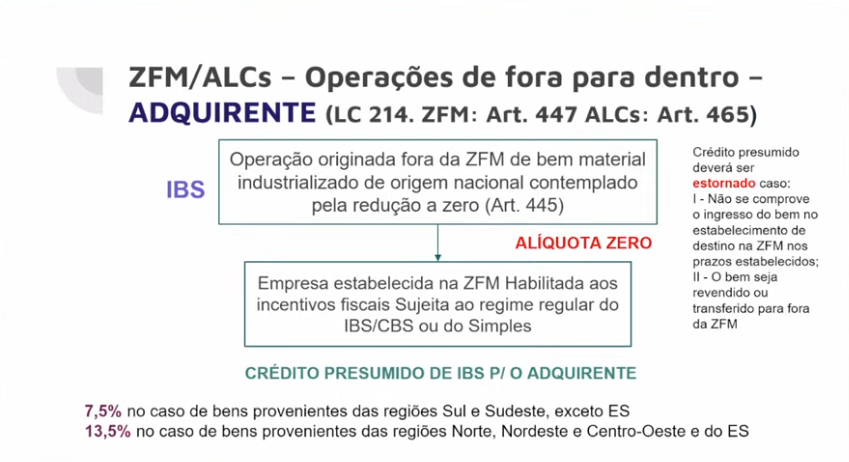 ZFM/ALCs – Operações de fora para dentro –
ADQUIRENTE (LC 214. ZFM: Art. 447 ALCs: Art. 465)
IBS
Operação originada fora da ZFM de bem material
industrializado de origem nacional contemplado
pela redução a zero (Art. 445)
ALÍQUOTA ZERO
Empresa estabelecida na ZFM Habilitada aos
incentivos fiscais Sujeita ao regime regular do
IBS/CBS ou do Simples
CRÉDITO PRESUMIDO DE IBS P/ O ADQUIRENTE
Crédito presumido
deverá ser
estornado caso:
I - Não se comprove
o ingresso do bem no
estabelecimento de
destino na ZFM nos
prazos estabelecidos;
II - O bem seja
revendido ou
transferido para fora
da ZFM
7,5% no caso de bens provenientes das regiões Sul e Sudeste, exceto ES
13,5% no caso de bens provenientes das regiões Norte, Nordeste e Centro-Oeste e do ES